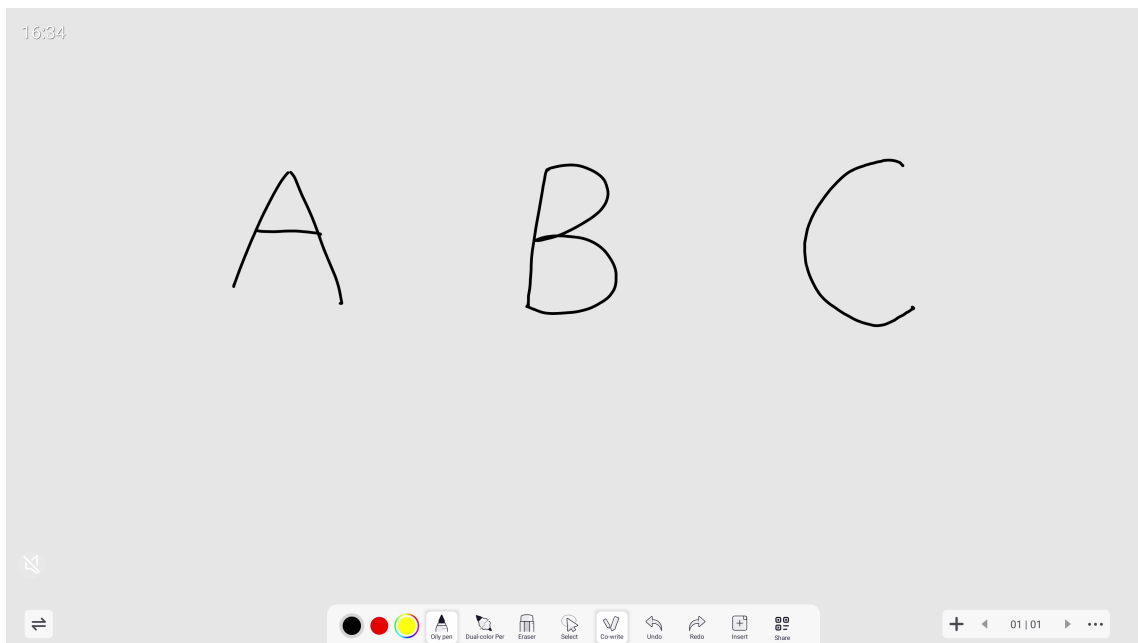 16:34
A B C
Oily pen Dual-color Per Eraser Select Co-write Undo Redo Insert Share
01 | 01